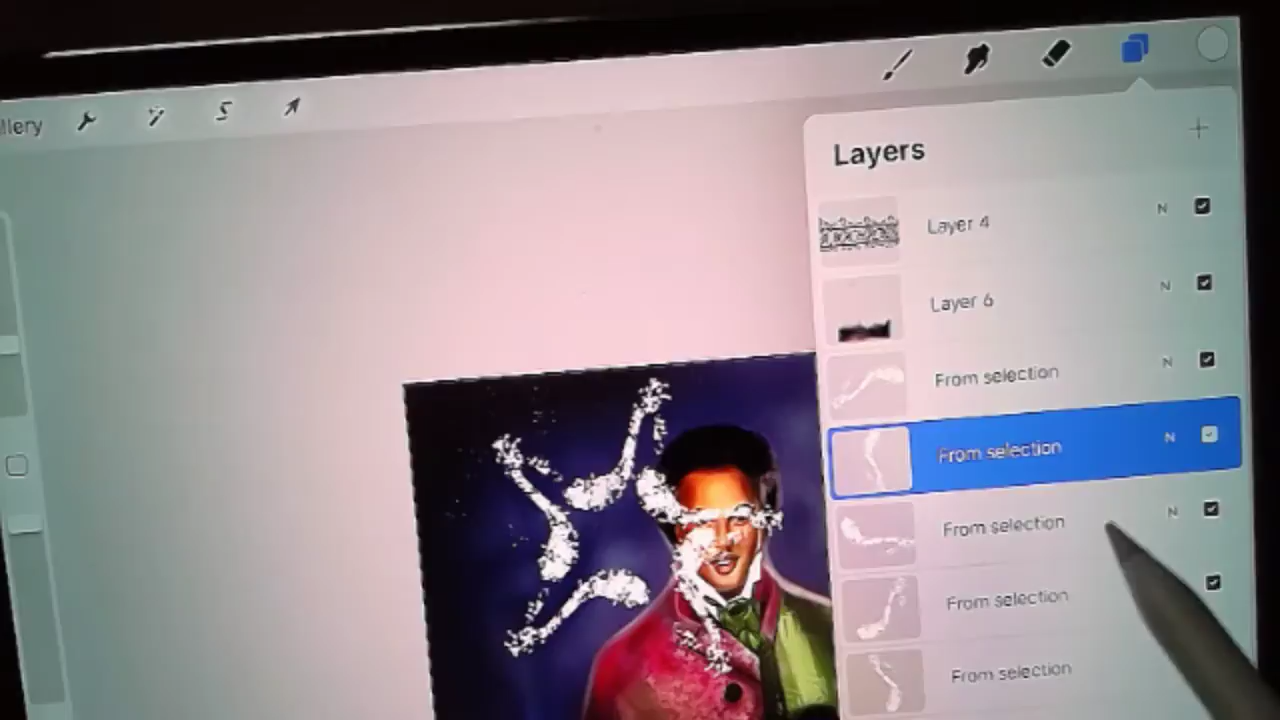 llery
Layers
Layer 4
N
Layer 6
N
From selection
N
From selection
N
From selection
N
From selection
From selection